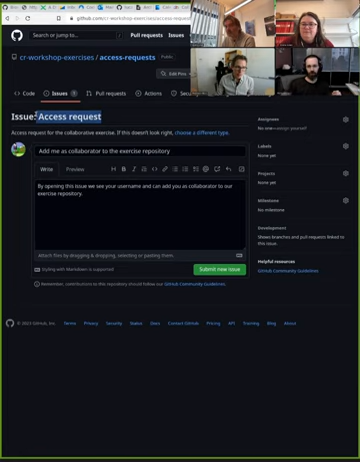 github.com/cr-workshop-exercises/access-reques
Search or jump to...
Pull requests Issues
cr-workshop-exercises / access-requests Public
Edit Pins
Code Issues Pull requests Actions
Issue: Access request
Access request for the collaborative exercise. If this doesn't look right, choose a different type.
Add me as collaborator to the exercise repository
Write Preview
By opening this issue we see your username and can add you as collaborator to our
exercise repository.
Attach files by dragging & dropping, selecting or pasting them.
Styling with Markdown is supported
Submit new issue
Remember, contributions to this repository should follow our GitHub Community Guidelines.
Assignees
No one—assign yourself
Labels
None yet
Projects
None yet
Milestone
No milestone
Development
Shows branches and pull requests linked to
this issue.
Helpful resources
GitHub Community Guidelines
© 2023 GitHub, Inc. Terms Privacy Security Status Docs Contact GitHub Pricing API Training Blog About